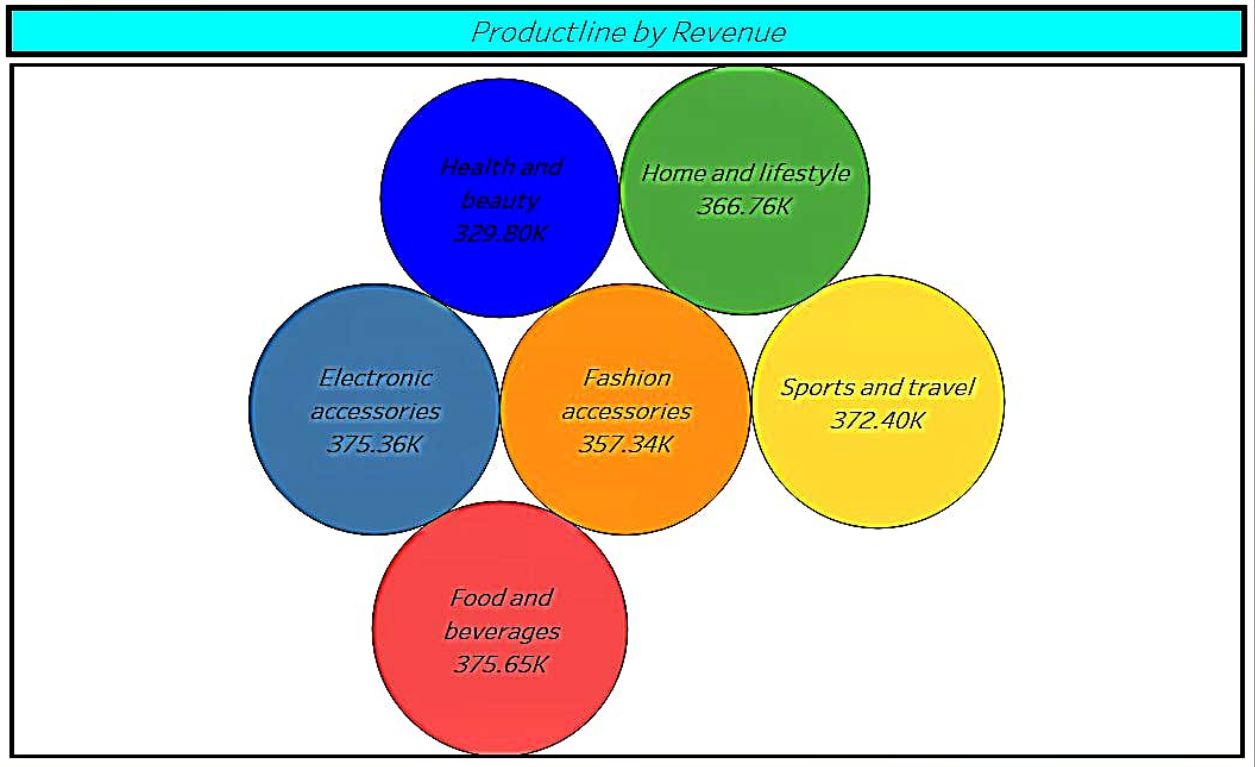 Productline by Revenue
Health and
beauty
329.80K
Home and lifestyle
366.76K
Electronic
accessories
375.36K
Fashion
accessories
357.34K
Sports and travel
372.40K
Food and
beverages
375.65K